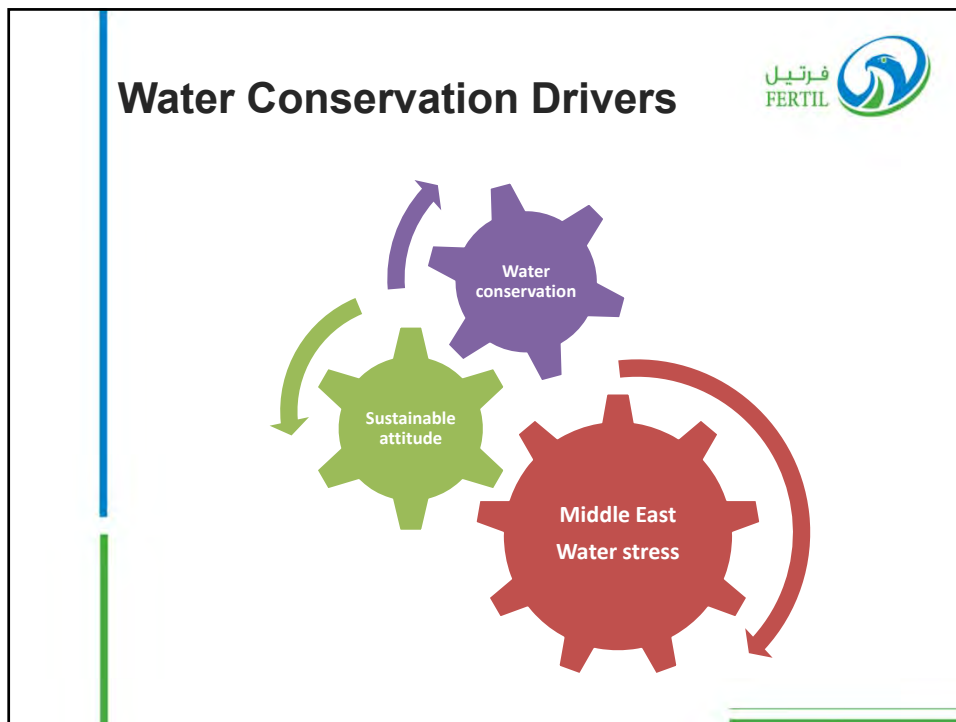 Water Conservation Drivers
فرتيل
FERTIL
Water
conservation
Sustainable
attitude
Middle East
Water stress